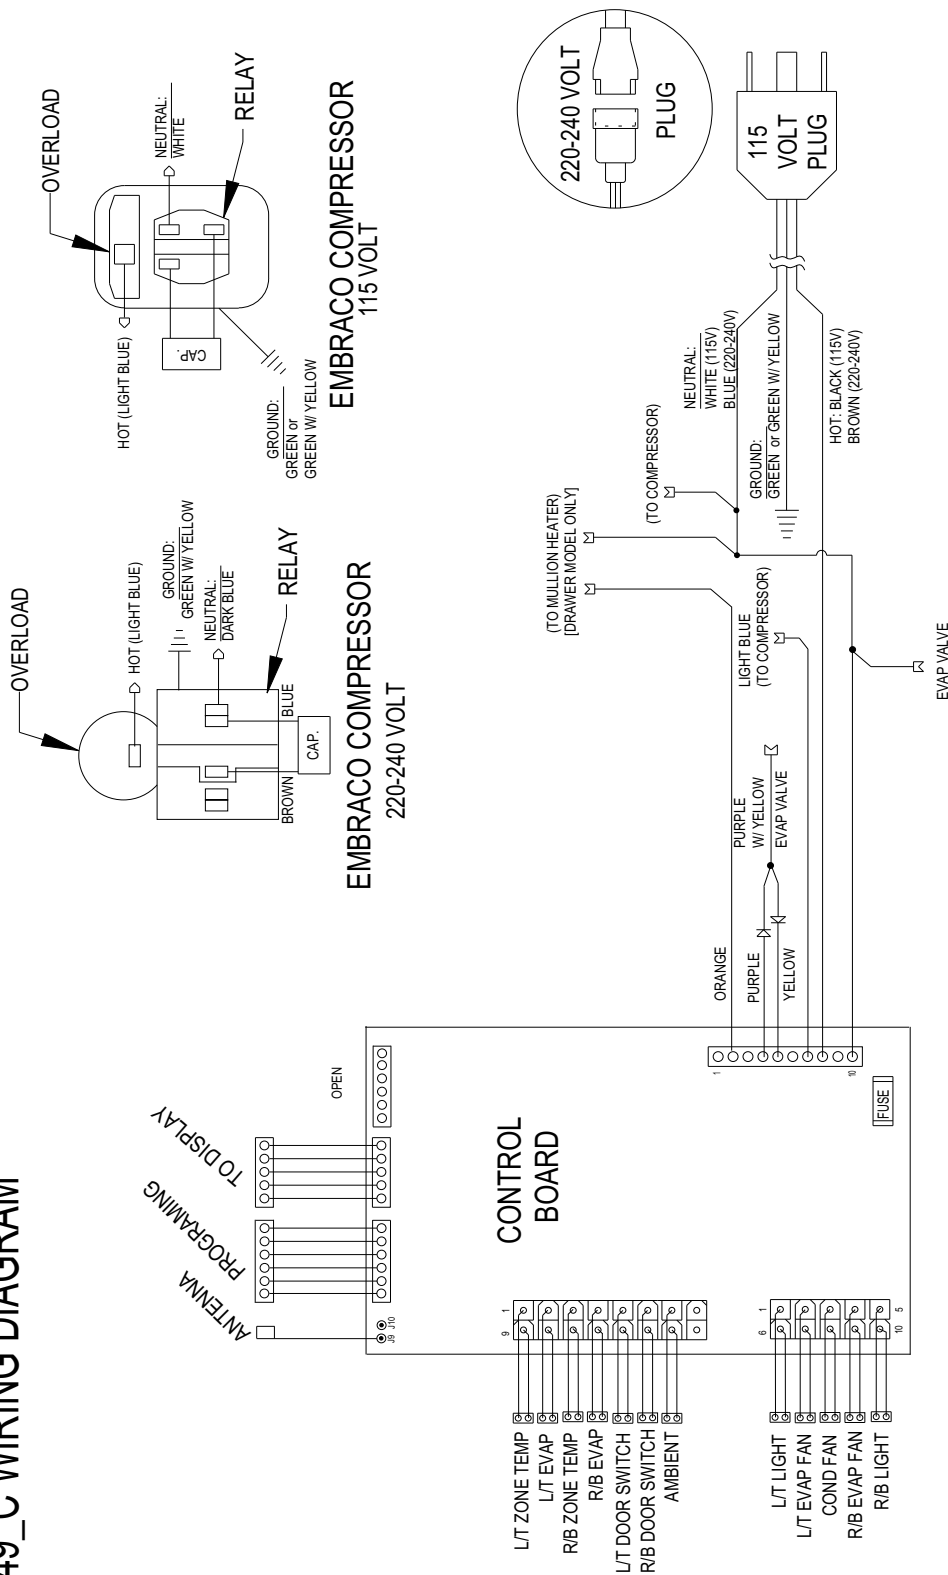 49_C WIRING DIAGRAM
OVERLOAD
HOT (LIGHT BLUE)
GROUND:
GREEN W/ YELLOW
NEUTRAL:
DARK BLUE
RELAY
BLUE
BROWN
CAP.
EMBRACO COMPRESSOR
220-240 VOLT
OVERLOAD
HOT (LIGHT BLUE)
NEUTRAL:
WHITE
RELAY
CAP.
GROUND:
GREEN or
GREEN W/ YELLOW
EMBRACO COMPRESSOR
115 VOLT
ANTENNA
PROGRAMING
TO DISPLAY
OPEN
J9
J10
CONTROL
BOARD
9
1
L/T ZONE TEMP
L/T EVAP
R/B ZONE TEMP
R/B EVAP
L/T DOOR SWITCH
R/B DOOR SWITCH
AMBIENT
6
1
10
5
L/T LIGHT
L/T EVAP FAN
COND FAN
R/B EVAP FAN
R/B LIGHT
1
10
FUSE
ORANGE
PURPLE
YELLOW
PURPLE
W/ YELLOW
EVAP VALVE
(TO MULLION HEATER)
[DRAWER MODEL ONLY]
(TO COMPRESSOR)
LIGHT BLUE
(TO COMPRESSOR)
EVAP VALVE
NEUTRAL:
WHITE (115V)
BLUE (220-240V)
GROUND:
GREEN or GREEN W/ YELLOW
HOT: BLACK (115V)
BROWN (220-240V)
220-240 VOLT
PLUG
115
VOLT
PLUG